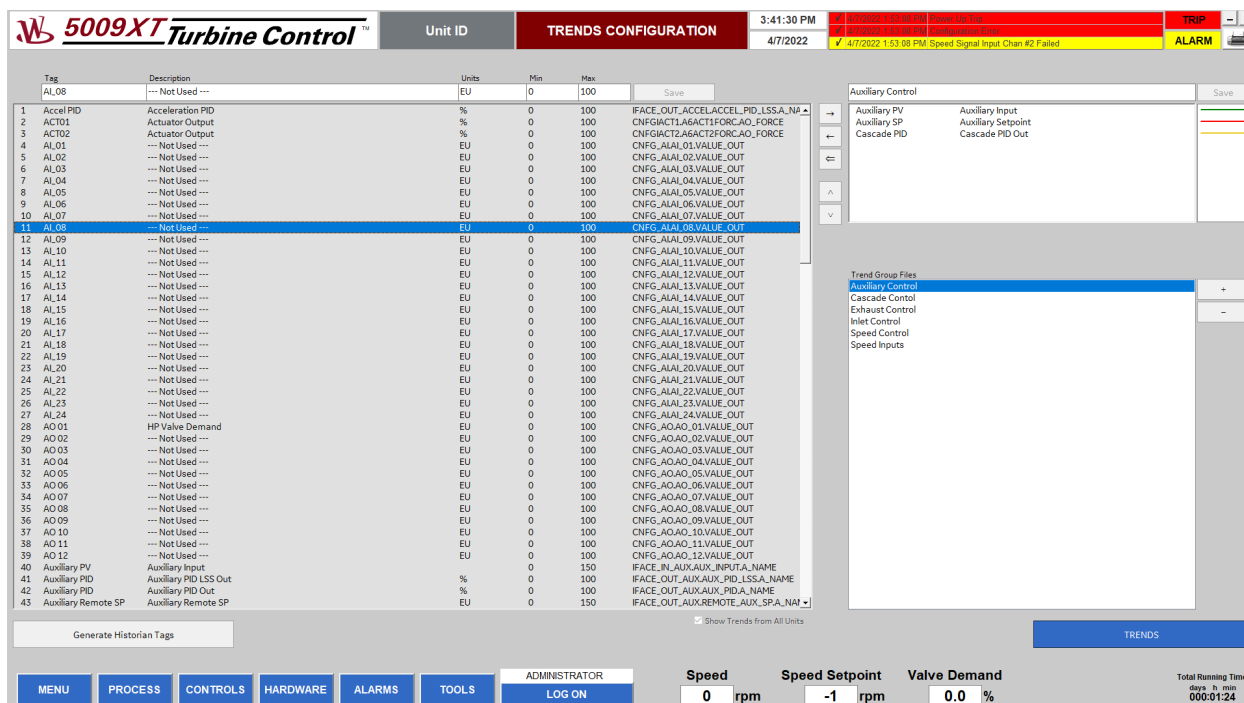 5009XT Turbine Control ™
Unit ID
TRENDS CONFIGURATION
3:41:30 PM
4/7/2022
4/7/2022 1:53:08 PM Power Up Trip
4/7/2022 1:53:08 PM Configuration Error
4/7/2022 1:53:08 PM Speed Signal Input Chan #2 Failed
TRIP
ALARM
Tag Description Units Min Max
AI_08 --- Not Used --- EU 0 100 Save
1 Accel PID Acceleration PID % 0 100 IFACE_OUT_ACCEL.ACCEL_PID_LSS.A_NA
2 ACT01 Actuator Output % 0 100 CNFGIACT1.A6ACT1FORC.AO_FORCE
3 ACT02 Actuator Output % 0 100 CNFGIACT2.A6ACT2FORC.AO_FORCE
4 AI_01 --- Not Used --- EU 0 100 CNFG_ALAI_01.VALUE_OUT
5 AI_02 --- Not Used --- EU 0 100 CNFG_ALAI_02.VALUE_OUT
6 AI_03 --- Not Used --- EU 0 100 CNFG_ALAI_03.VALUE_OUT
7 AI_04 --- Not Used --- EU 0 100 CNFG_ALAI_04.VALUE_OUT
8 AI_05 --- Not Used --- EU 0 100 CNFG_ALAI_05.VALUE_OUT
9 AI_06 --- Not Used --- EU 0 100 CNFG_ALAI_06.VALUE_OUT
10 AI_07 --- Not Used --- EU 0 100 CNFG_ALAI_07.VALUE_OUT
11 AI_08 --- Not Used --- EU 0 100 CNFG_ALAI_08.VALUE_OUT
12 AI_09 --- Not Used --- EU 0 100 CNFG_ALAI_09.VALUE_OUT
13 AI_10 --- Not Used --- EU 0 100 CNFG_ALAI_10.VALUE_OUT
14 AI_11 --- Not Used --- EU 0 100 CNFG_ALAI_11.VALUE_OUT
15 AI_12 --- Not Used --- EU 0 100 CNFG_ALAI_12.VALUE_OUT
16 AI_13 --- Not Used --- EU 0 100 CNFG_ALAI_13.VALUE_OUT
17 AI_14 --- Not Used --- EU 0 100 CNFG_ALAI_14.VALUE_OUT
18 AI_15 --- Not Used --- EU 0 100 CNFG_ALAI_15.VALUE_OUT
19 AI_16 --- Not Used --- EU 0 100 CNFG_ALAI_16.VALUE_OUT
20 AI_17 --- Not Used --- EU 0 100 CNFG_ALAI_17.VALUE_OUT
21 AI_18 --- Not Used --- EU 0 100 CNFG_ALAI_18.VALUE_OUT
22 AI_19 --- Not Used --- EU 0 100 CNFG_ALAI_19.VALUE_OUT
23 AI_20 --- Not Used --- EU 0 100 CNFG_ALAI_20.VALUE_OUT
24 AI_21 --- Not Used --- EU 0 100 CNFG_ALAI_21.VALUE_OUT
25 AI_22 --- Not Used --- EU 0 100 CNFG_ALAI_22.VALUE_OUT
26 AI_23 --- Not Used --- EU 0 100 CNFG_ALAI_23.VALUE_OUT
27 AI_24 --- Not Used --- EU 0 100 CNFG_ALAI_24.VALUE_OUT
28 AO 01 HP Valve Demand EU 0 100 CNFG_AO.AO_01.VALUE_OUT
29 AO 02 --- Not Used --- EU 0 100 CNFG_AO.AO_02.VALUE_OUT
30 AO 03 --- Not Used --- EU 0 100 CNFG_AO.AO_03.VALUE_OUT
31 AO 04 --- Not Used --- EU 0 100 CNFG_AO.AO_04.VALUE_OUT
32 AO 05 --- Not Used --- EU 0 100 CNFG_AO.AO_05.VALUE_OUT
33 AO 06 --- Not Used --- EU 0 100 CNFG_AO.AO_06.VALUE_OUT
34 AO 07 --- Not Used --- EU 0 100 CNFG_AO.AO_07.VALUE_OUT
35 AO 08 --- Not Used --- EU 0 100 CNFG_AO.AO_08.VALUE_OUT
36 AO 09 --- Not Used --- EU 0 100 CNFG_AO.AO_09.VALUE_OUT
37 AO 10 --- Not Used --- EU 0 100 CNFG_AO.AO_10.VALUE_OUT
38 AO 11 --- Not Used --- EU 0 100 CNFG_AO.AO_11.VALUE_OUT
39 AO 12 --- Not Used --- EU 0 100 CNFG_AO.AO_12.VALUE_OUT
40 Auxiliary PV Auxiliary Input 0 150 IFACE_IN_AUX.AUX_INPUT.A_NAME
41 Auxiliary PID Auxiliary PID LSS Out % 0 100 IFACE_OUT_AUX.AUX_PID_LSS.A_NAME
42 Auxiliary PID Auxiliary PID Out % 0 100 IFACE_OUT_AUX.AUX_PID.A_NAME
43 Auxiliary Remote SP Auxiliary Remote SP EU 0 150 IFACE_OUT_AUX.REMOTE_AUX_SP.A_NA
Auxiliary Control Save
Auxiliary PV Auxiliary Input
Auxiliary SP Auxiliary Setpoint
Cascade PID Cascade PID Out
Trend Group Files
Auxiliary Control
Cascade Contol
Exhaust Control
Inlet Control
Speed Control
Speed Inputs
+
-
Show Trends from All Units
Generate Historian Tags
TRENDS
MENU PROCESS CONTROLS HARDWARE ALARMS TOOLS
ADMINISTRATOR
LOG ON
Speed
0 rpm
Speed Setpoint
-1 rpm
Valve Demand
0.0 %
Total Running Time
days h min
000:01:24